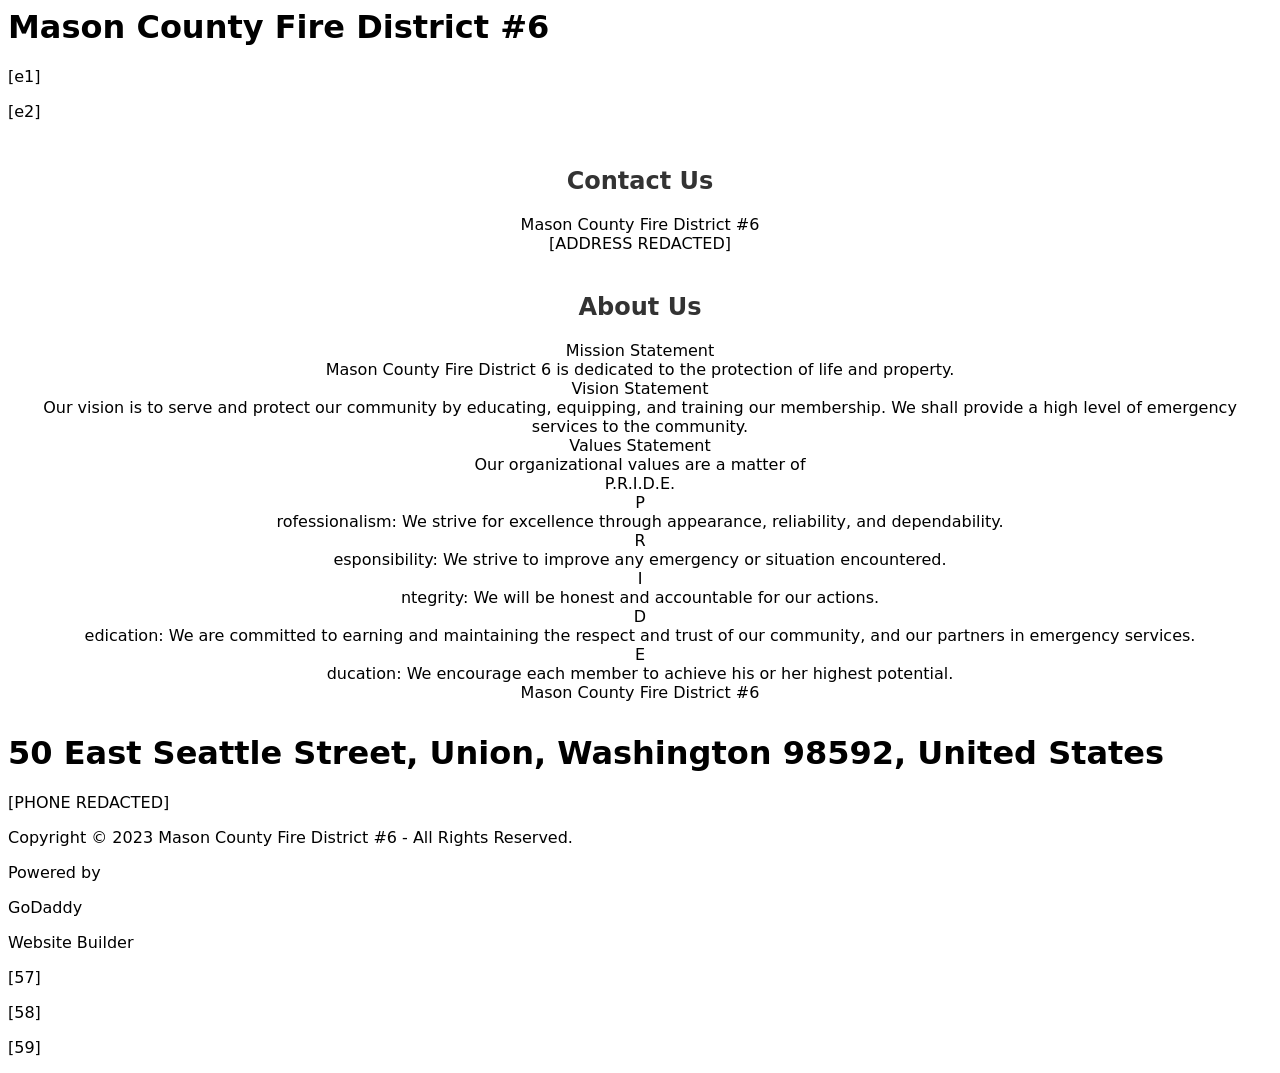 Mason County Fire District #6
[e1]
[e2]
Contact Us
Mason County Fire District #6
[ADDRESS REDACTED]
About Us
Mission Statement
Mason County Fire District 6 is dedicated to the protection of life and property.
Vision Statement
Our vision is to serve and protect our community by educating, equipping, and training our membership. We shall provide a high level of emergency
services to the community.
Values Statement
Our organizational values are a matter of
P.R.I.D.E.
P
rofessionalism: We strive for excellence through appearance, reliability, and dependability.
R
esponsibility: We strive to improve any emergency or situation encountered.
I
ntegrity: We will be honest and accountable for our actions.
D
edication: We are committed to earning and maintaining the respect and trust of our community, and our partners in emergency services.
E
ducation: We encourage each member to achieve his or her highest potential.
Mason County Fire District #6
50 East Seattle Street, Union, Washington 98592, United States
[PHONE REDACTED]
Copyright © 2023 Mason County Fire District #6 - All Rights Reserved.
Powered by
GoDaddy
Website Builder
[57]
[58]
[59]